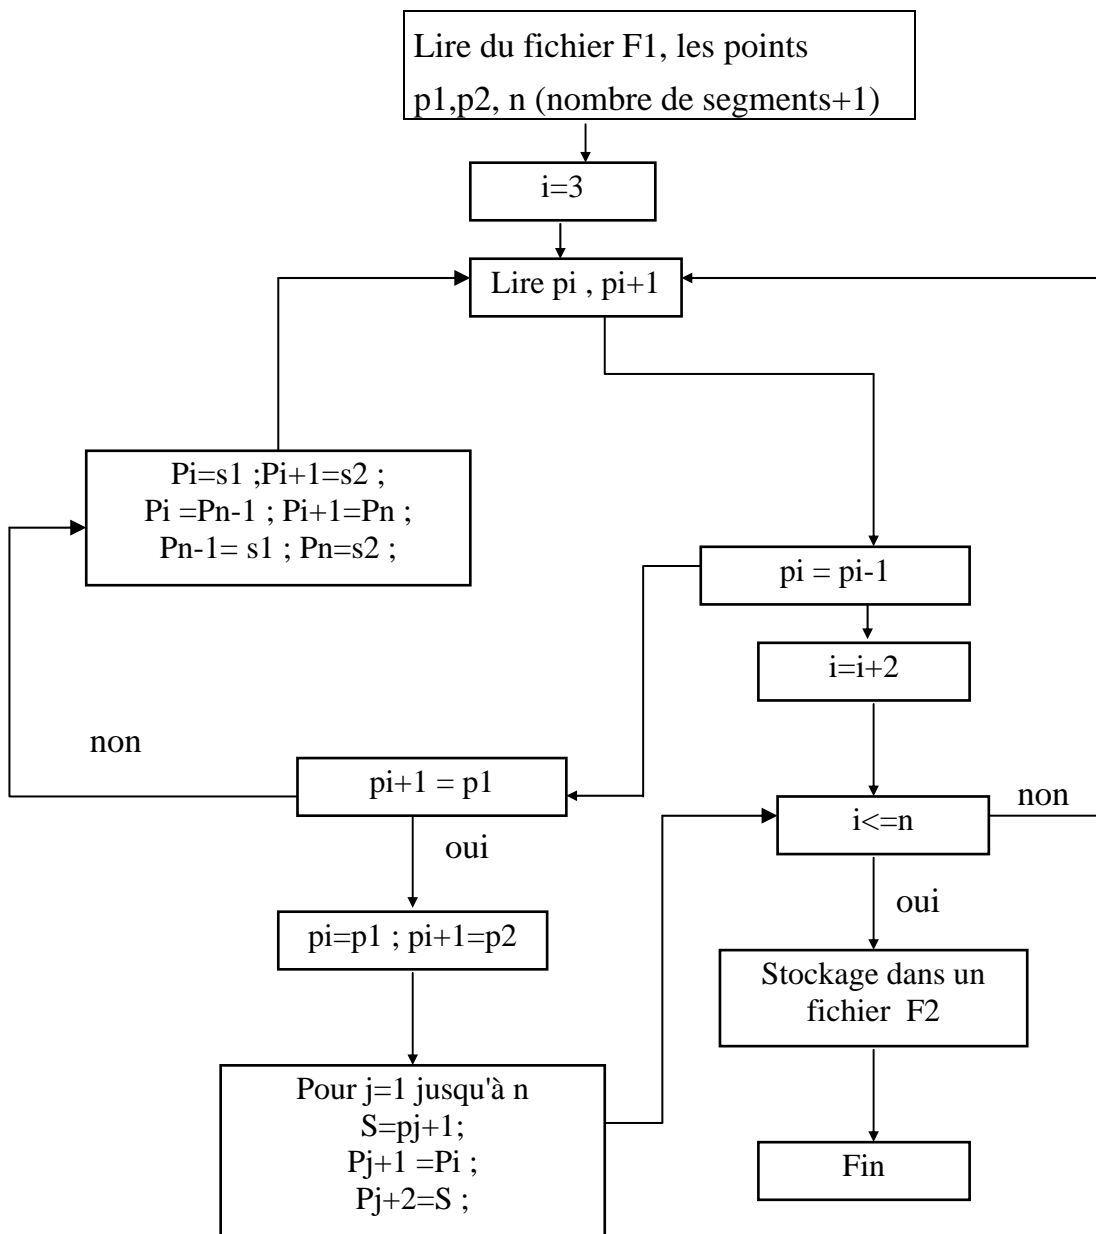 Lire du fichier F1, les points
p1,p2, n (nombre de segments+1)
i=3
Lire pi , pi+1
Pi=s1 ;Pi+1=s2 ;
Pi =Pn-1 ; Pi+1=Pn ;
Pn-1= s1 ; Pn=s2 ;
pi = pi-1
i=i+2
non
pi+1 = p1
i<=n
non
oui
oui
pi=p1 ; pi+1=p2
Stockage dans un
fichier F2
Pour j=1 jusqu'à n
S=pj+1;
Pj+1 =Pi ;
Pj+2=S ;
Fin